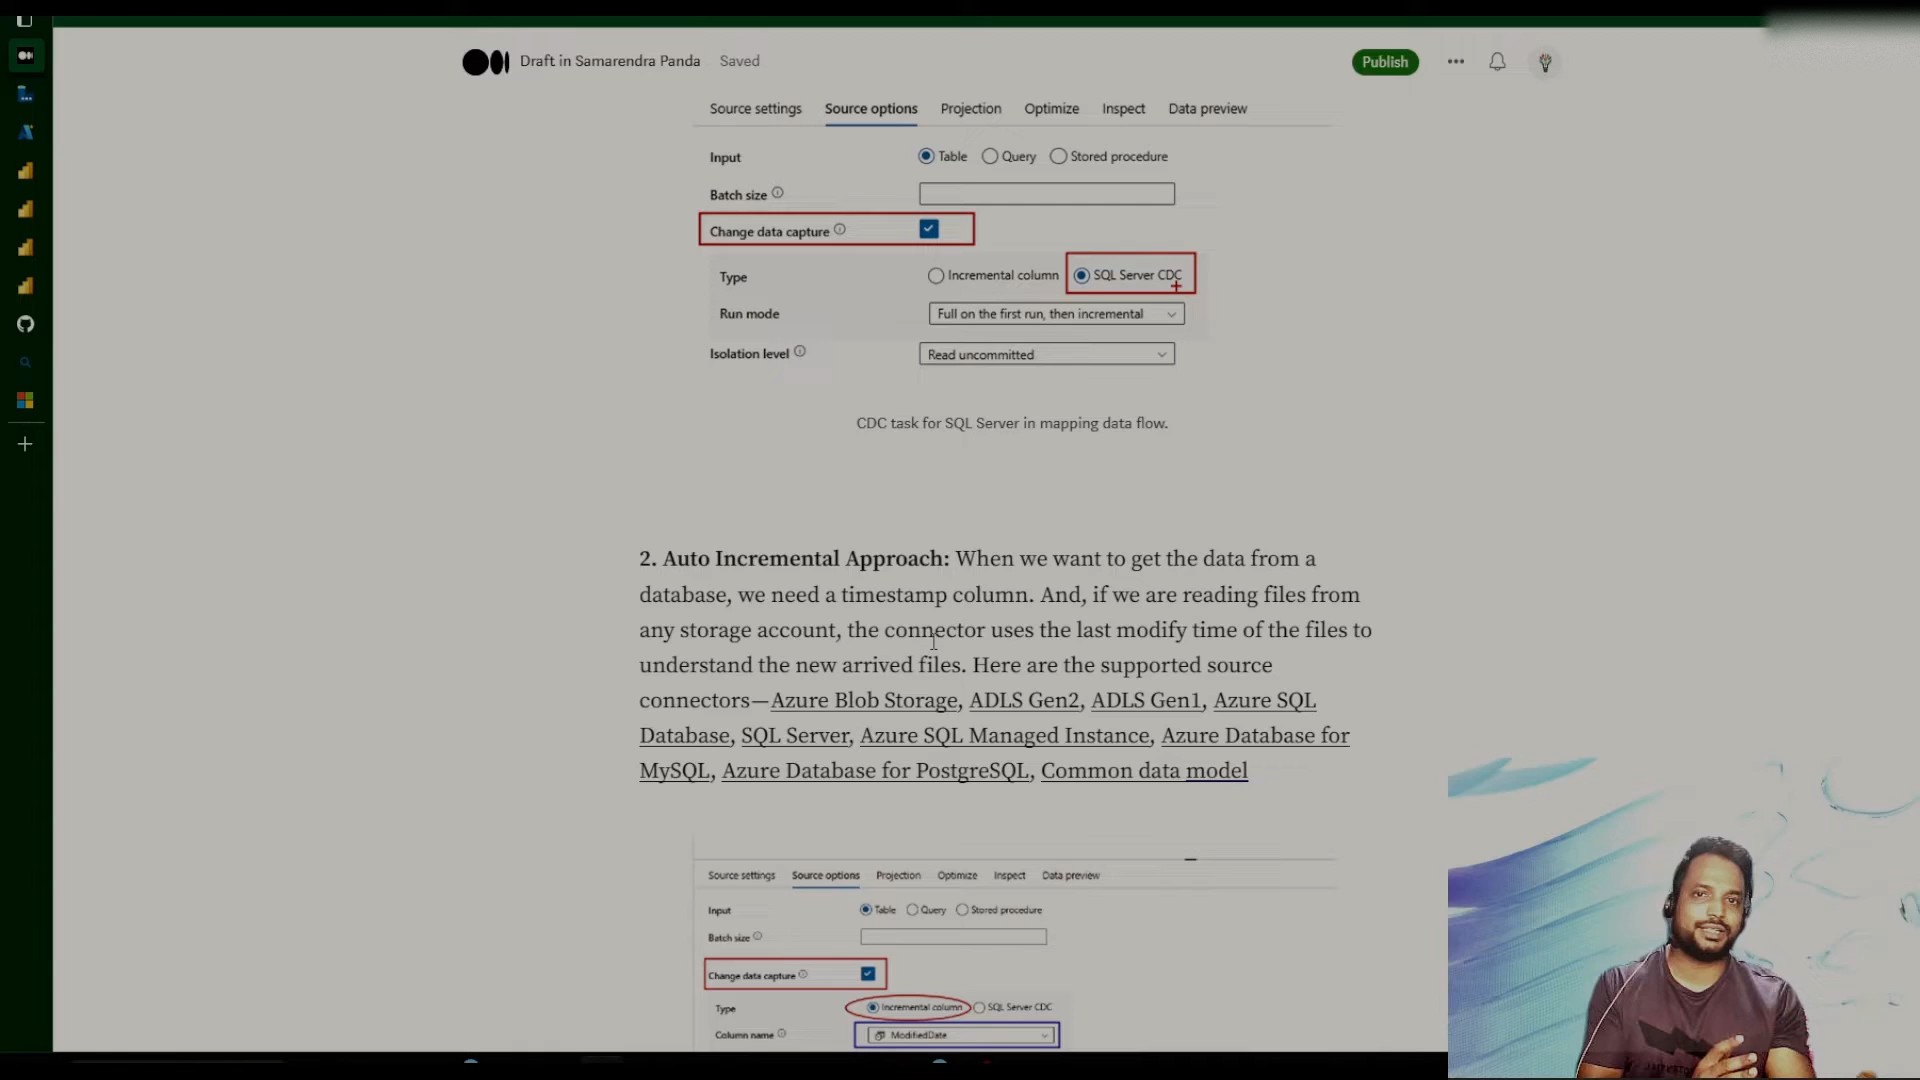 Draft in Samarendra Panda Saved Publish
Source settings Source options Projection Optimize Inspect Data preview
Input Table Query Stored procedure
Batch size
Change data capture
Type Incremental column SQL Server CDC
Run mode Full on the first run, then incremental
Isolation level Read uncommitted
CDC task for SQL Server in mapping data flow.
2. Auto Incremental Approach: When we want to get the data from a
database, we need a timestamp column. And, if we are reading files from
any storage account, the connector uses the last modify time of the files to
understand the new arrived files. Here are the supported source
connectors—Azure Blob Storage, ADLS Gen2, ADLS Gen1, Azure SQL
Database, SQL Server, Azure SQL Managed Instance, Azure Database for
MySQL, Azure Database for PostgreSQL, Common data model
Source settings Source options Projection Optimize Inspect Data preview
Input Table Query Stored procedure
Batch size
Change data capture
Type Incremental column SQL Server CDC
Column name ModifiedDate